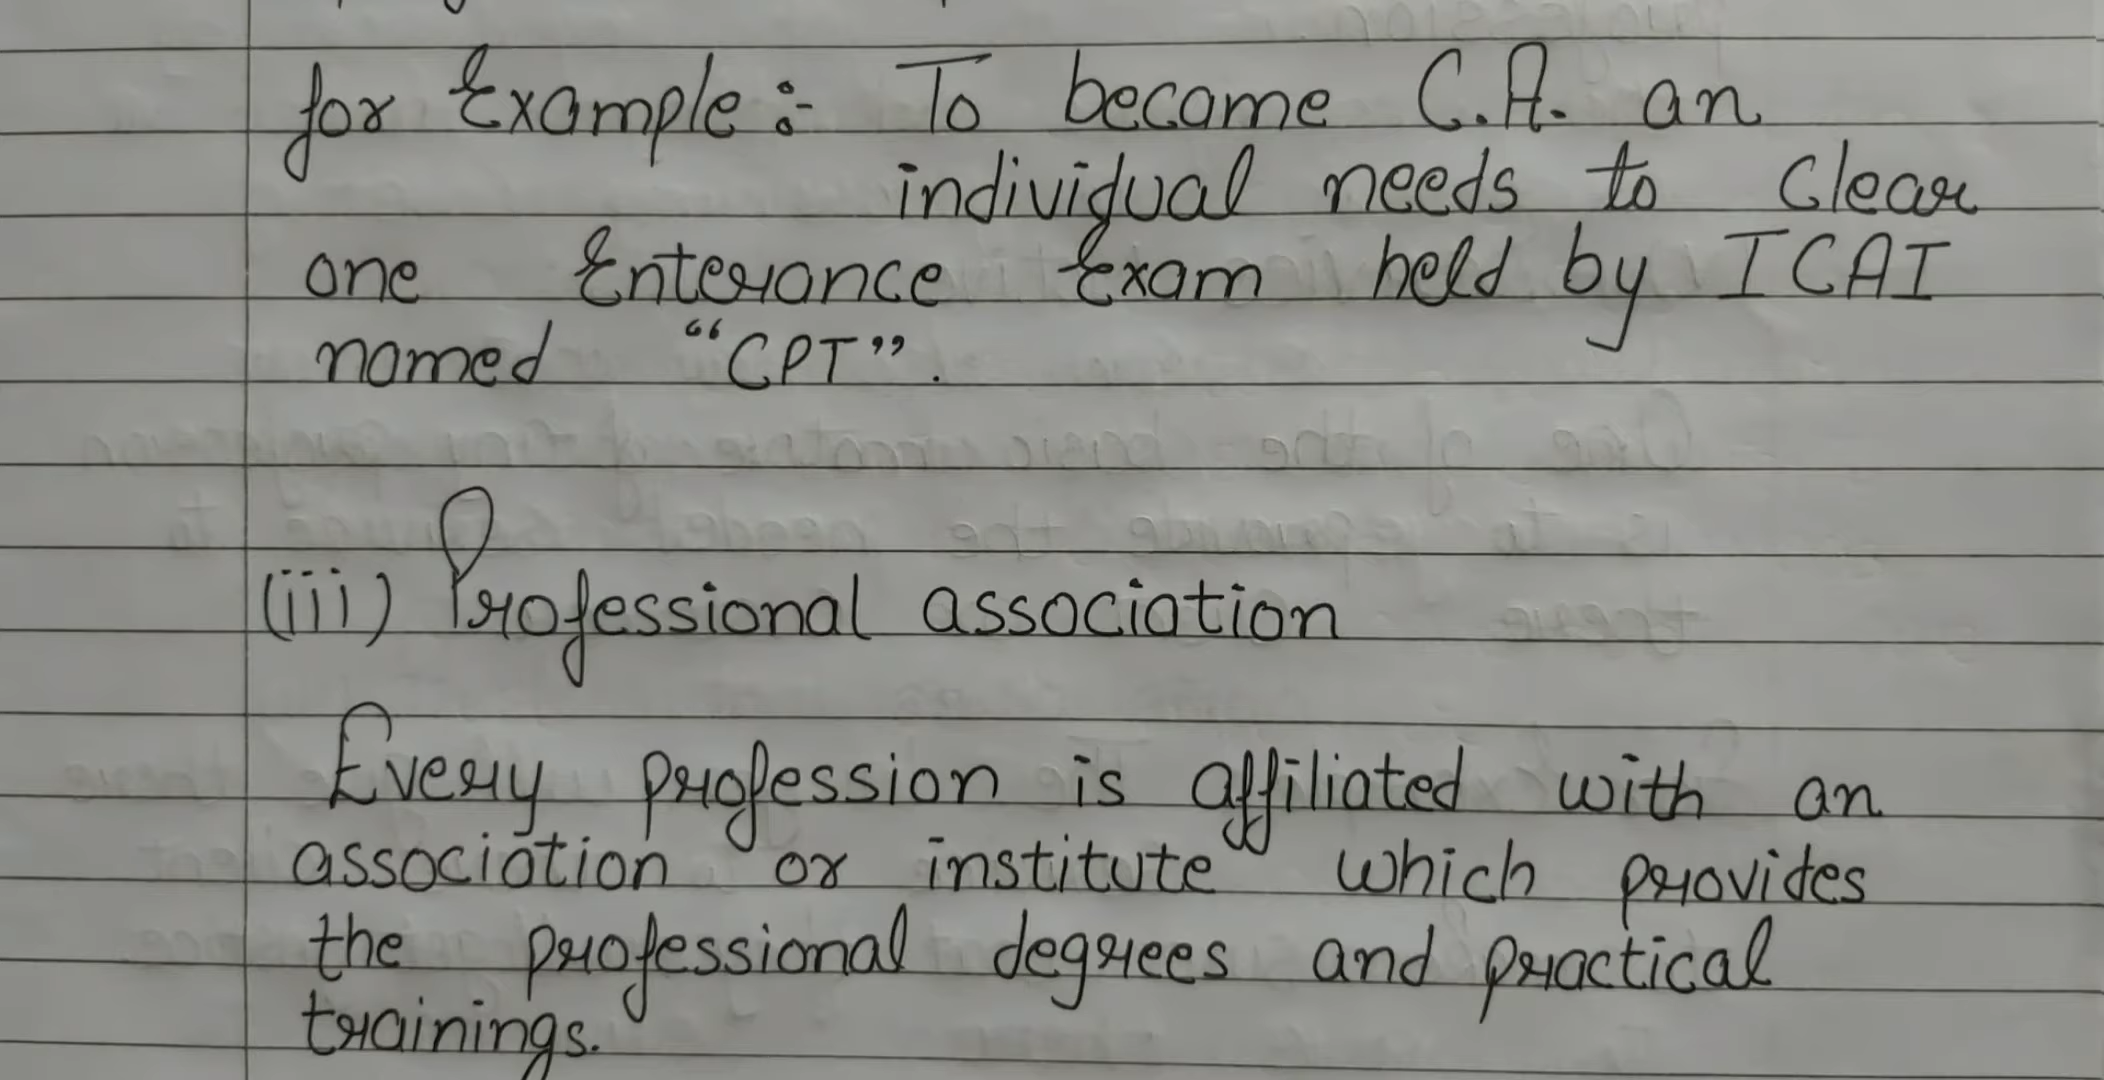 for Example :- To become C.A. an
individual needs to clear
one Enterance Exam held by ICAI
named "CPT".
(iii) Professional association
Every profession is affiliated with an
association or institute which provides
the professional degrees and practical
trainings.